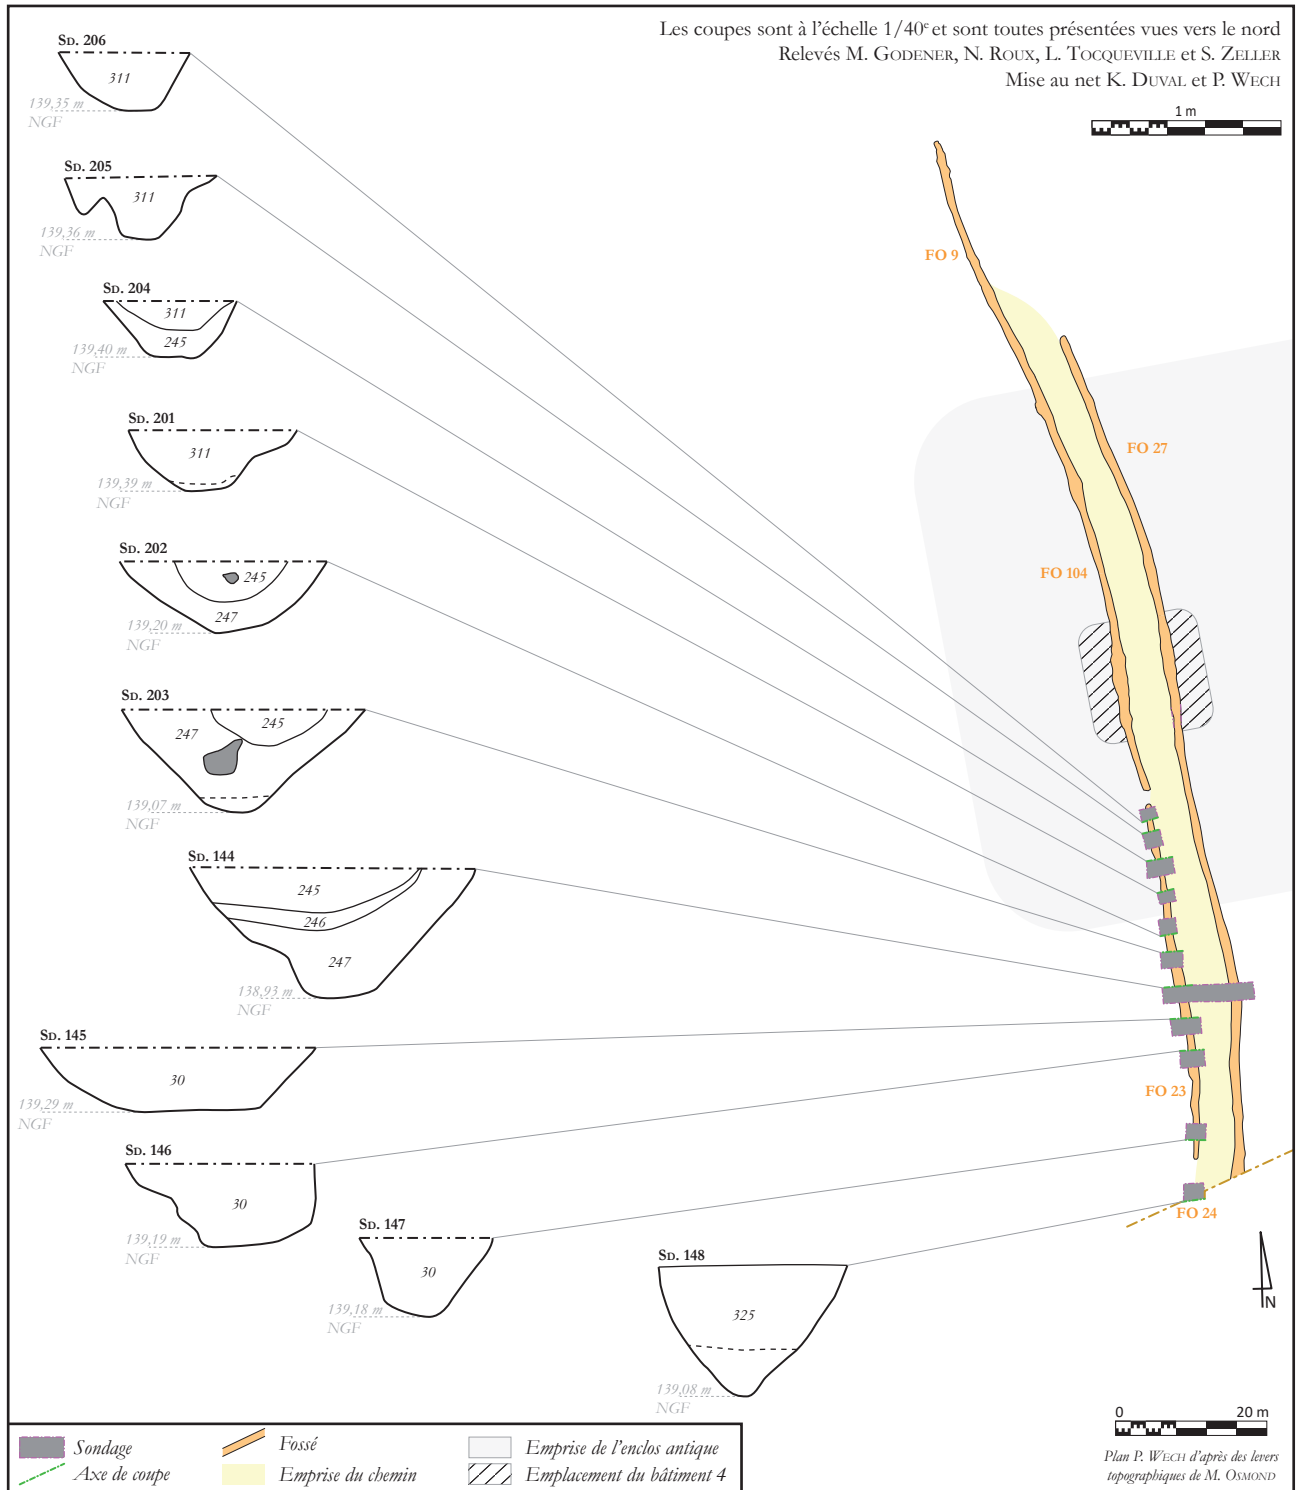 Les coupes sont à l'échelle 1/40e et sont toutes présentées vues vers le nord
Relevés M. Godener, N. Roux, L. Tocqueville et S. Zeller
Mise au net K. Duval et P. Wech
1 m
Sd. 206
311
139,35 m
NGF
Sd. 205
311
139,36 m
NGF
Sd. 204
311
245
139,40 m
NGF
Sd. 201
311
139,39 m
NGF
Sd. 202
245
247
139,20 m
NGF
Sd. 203
245
247
139,07 m
NGF
Sd. 144
245
246
247
138,93 m
NGF
Sd. 145
30
139,29 m
NGF
Sd. 146
30
139,19 m
NGF
Sd. 147
30
139,18 m
NGF
Sd. 148
325
139,08 m
NGF
FO 9
FO 27
FO 104
FO 23
FO 24
N
0 20 m
Plan P. Wech d'après des levers
topographiques de M. Osmond
Sondage
Axe de coupe
Fossé
Emprise du chemin
Emprise de l'enclos antique
Emplacement du bâtiment 4